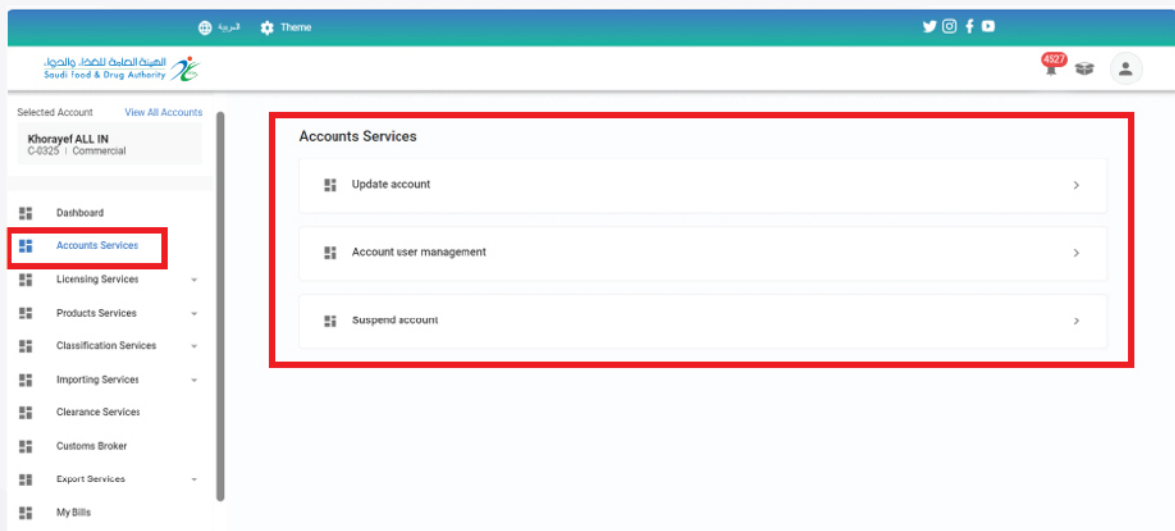 العربية Theme
الهيئة العامة للغذاء والدواء
Saudi Food & Drug Authority
4527
Selected Account View All Accounts
Khorayef ALL IN
C-0325 | Commercial
Dashboard
Accounts Services
Licensing Services
Products Services
Classification Services
Importing Services
Clearance Services
Customs Broker
Export Services
My Bills
Accounts Services
Update account
Account user management
Suspend account